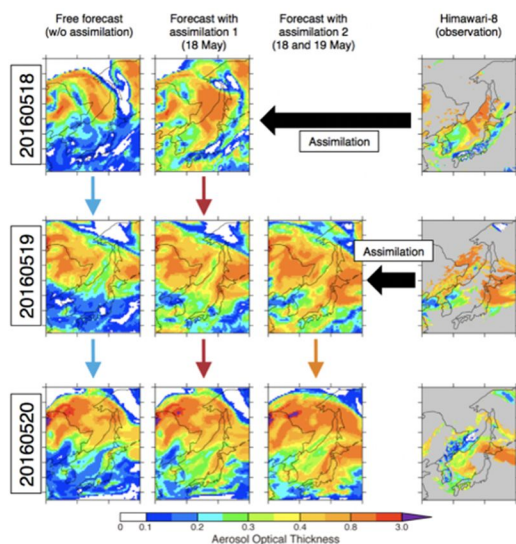 Free forecast
(w/o assimilation)
Forecast with
assimilation 1
(18 May)
Forecast with
assimilation 2
(18 and 19 May)
Himawari-8
(observation)
20160518
Assimilation
20160519
Assimilation
20160520
0 0.1 0.2 0.3 0.4 0.8 3.0
Aerosol Optical Thickness